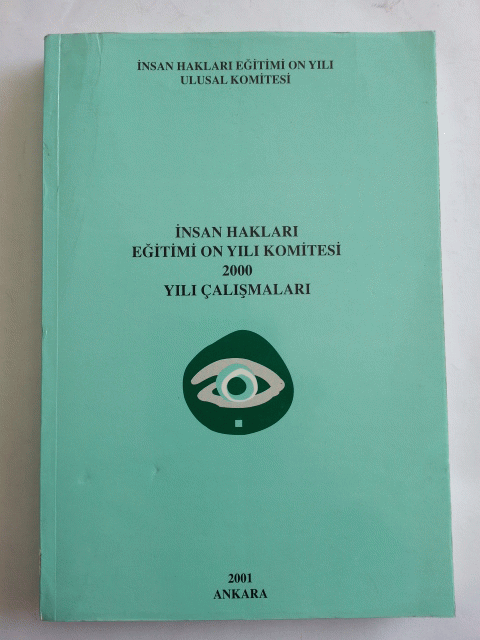 İNSAN HAKLARI EĞİTİMİ ON YILI
ULUSAL KOMİTESİ
İNSAN HAKLARI
EĞİTİMİ ON YILI KOMİTESİ
2000
YILI ÇALIŞMALARI
2001
ANKARA